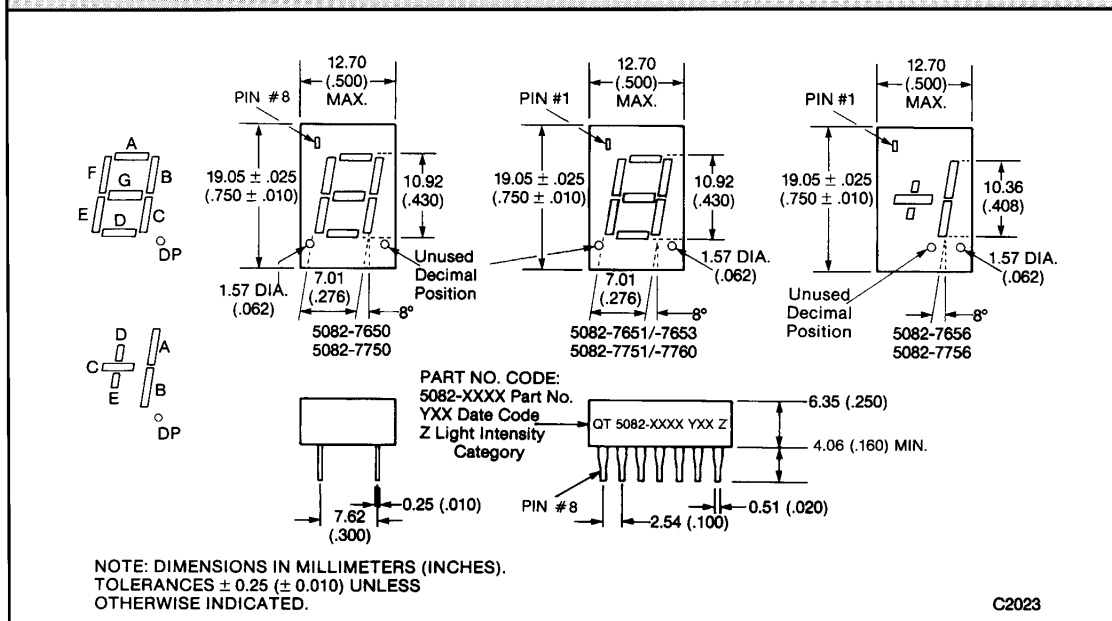 12.70
(.500)
MAX.
PIN #8
19.05 ± .025
(.750 ± .010)
10.92
(.430)
1.57 DIA.
(.062)
7.01
(.276)
8°
5082-7650
5082-7750
Unused
Decimal
Position
12.70
(.500)
MAX.
PIN #1
19.05 ± .025
(.750 ± .010)
10.92
(.430)
1.57 DIA.
(.062)
7.01
(.276)
8°
5082-7651/-7653
5082-7751/-7760
12.70
(.500)
MAX.
PIN #1
19.05 ± .025
(.750 ± .010)
10.36
(.408)
1.57 DIA.
(.062)
Unused
Decimal
Position
8°
5082-7656
5082-7756
A
F
G
B
E
D
C
DP
D
A
C
E
B
DP
PART NO. CODE:
5082-XXXX Part No.
YXX Date Code
Z Light Intensity
Category
QT 5082-XXXX YXX Z
6.35 (.250)
4.06 (.160) MIN.
0.25 (.010)
7.62
(.300)
PIN #8
2.54 (.100)
0.51 (.020)
NOTE: DIMENSIONS IN MILLIMETERS (INCHES).
TOLERANCES ± 0.25 (± 0.010) UNLESS
OTHERWISE INDICATED.
C2023